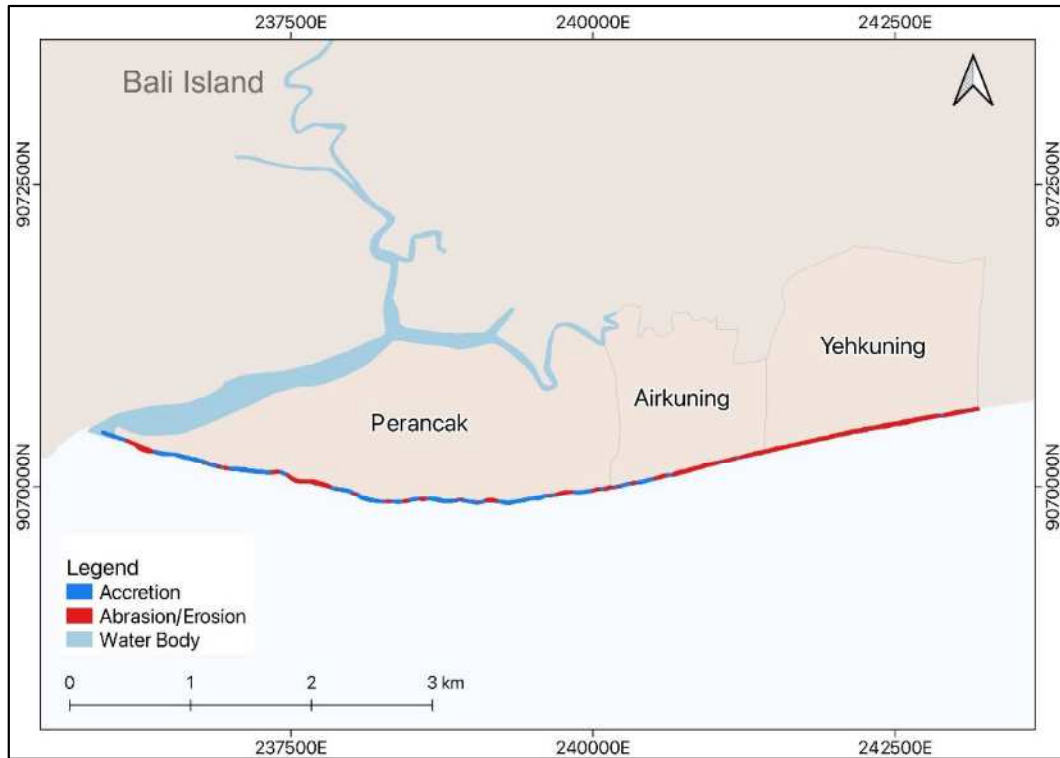 237500E 240000E 242500E
Bali Island
9072500N 9072500N
Yehkuning
Airkuning
Perancak
9070000N 9070000N
Legend
Accretion
Abrasion/Erosion
Water Body
0 1 2 3 km
237500E 240000E 242500E